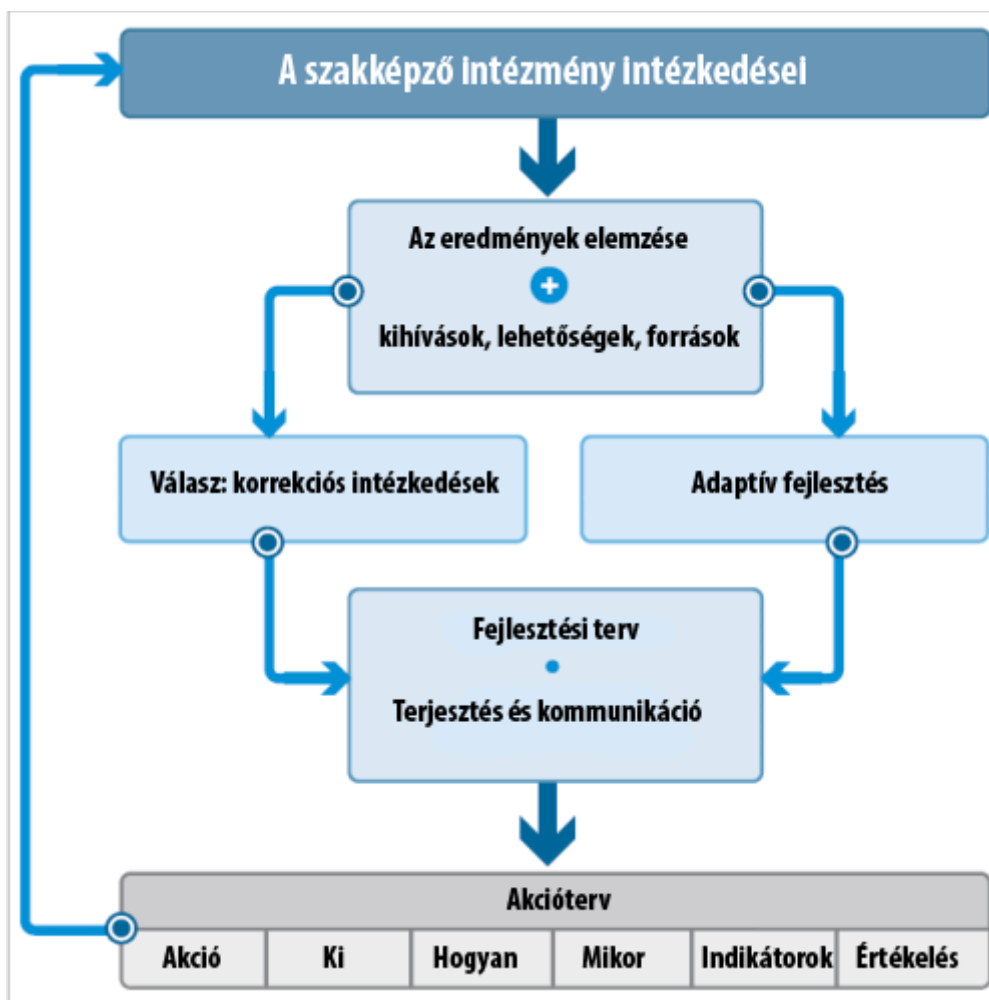 A szakképző intézmény intézkedései
Az eredmények elemzése
+
kihívások, lehetőségek, források
Válasz: korrekciós intézkedések
Adaptív fejlesztés
Fejlesztési terv
•
Terjesztés és kommunikáció
Akcióterv
Akció Ki Hogyan Mikor Indikátorok Értékelés